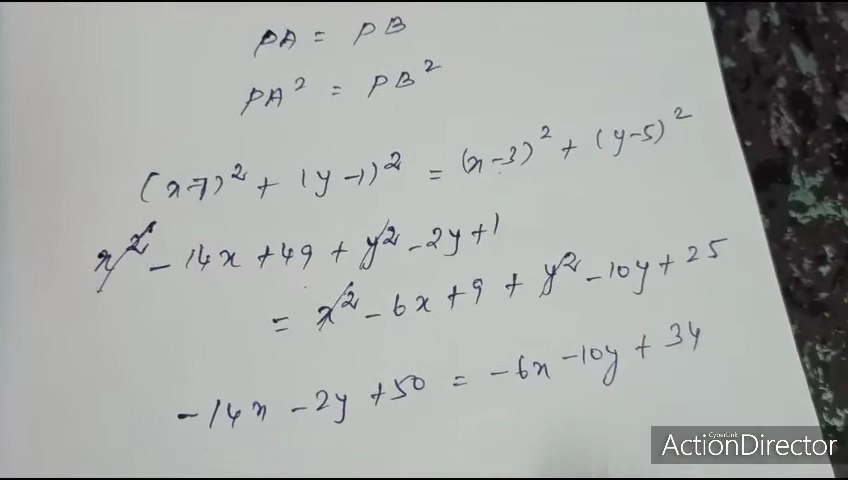 PA = PB
PA² = PB²
(x-7)² + (y-1)² = (x-3)² + (y-5)²
x² - 14x + 49 + y² - 2y + 1
= x² - 6x + 9 + y² - 10y + 25
-14x - 2y + 50 = -6x - 10y + 34
CyberLink
ActionDirector